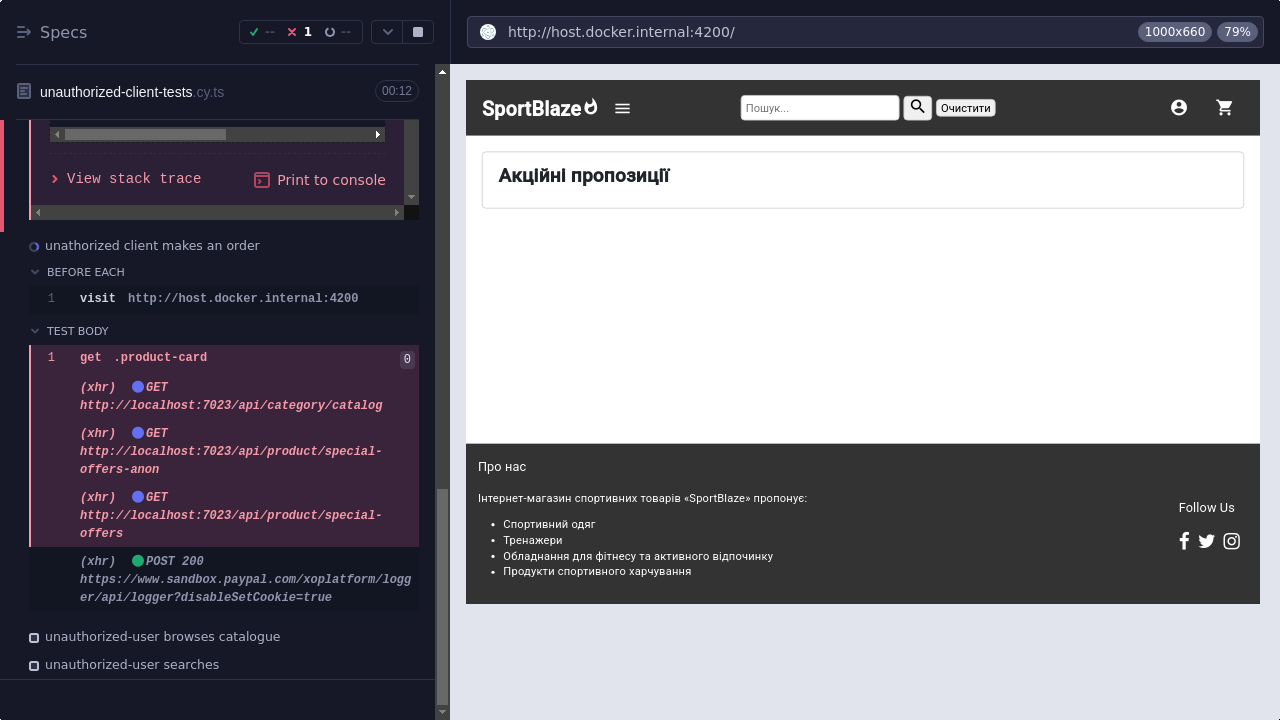 Specs
-- 1 --
unauthorized-client-tests.cy.ts 00:12
View stack trace
Print to console
unathorized client makes an order
BEFORE EACH
1 visit http://host.docker.internal:4200
TEST BODY
1 get .product-card 0
(xhr) GET
http://localhost:7023/api/category/catalog
(xhr) GET
http://localhost:7023/api/product/special-
offers-anon
(xhr) GET
http://localhost:7023/api/product/special-
offers
(xhr) POST 200
https://www.sandbox.paypal.com/xoplatform/logg
er/api/logger?disableSetCookie=true
unauthorized-user browses catalogue
unauthorized-user searches
http://host.docker.internal:4200/ 1000x660 79%
SportBlaze
Пошук...
Очистити
Акційні пропозиції
Про нас
Інтернет-магазин спортивних товарів «SportBlaze» пропонує:
• Спортивний одяг
• Тренажери
• Обладнання для фітнесу та активного відпочинку
• Продукти спортивного харчування
Follow Us